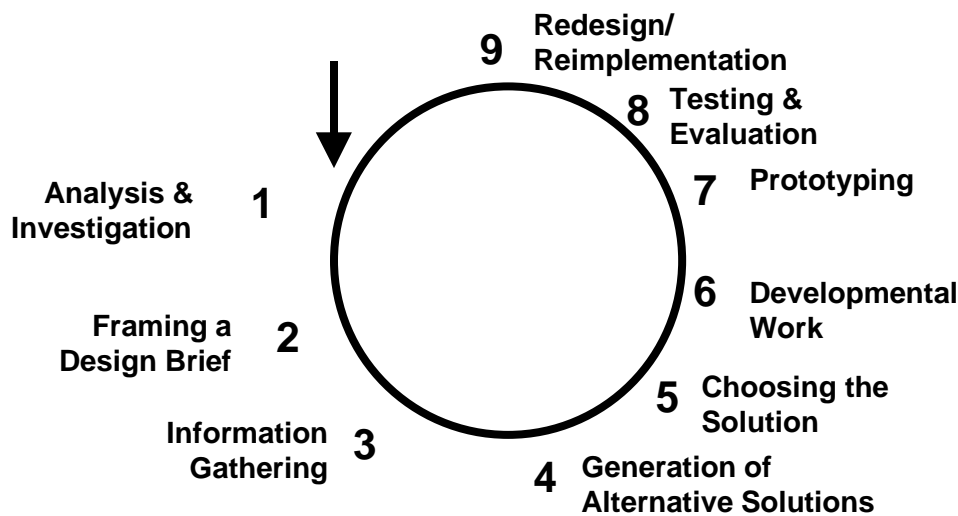 9 Redesign/
Reimplementation
8 Testing &
Evaluation
7 Prototyping
6 Developmental
Work
5 Choosing the
Solution
4 Generation of
Alternative Solutions
3 Information
Gathering
2 Framing a
Design Brief
1 Analysis &
Investigation